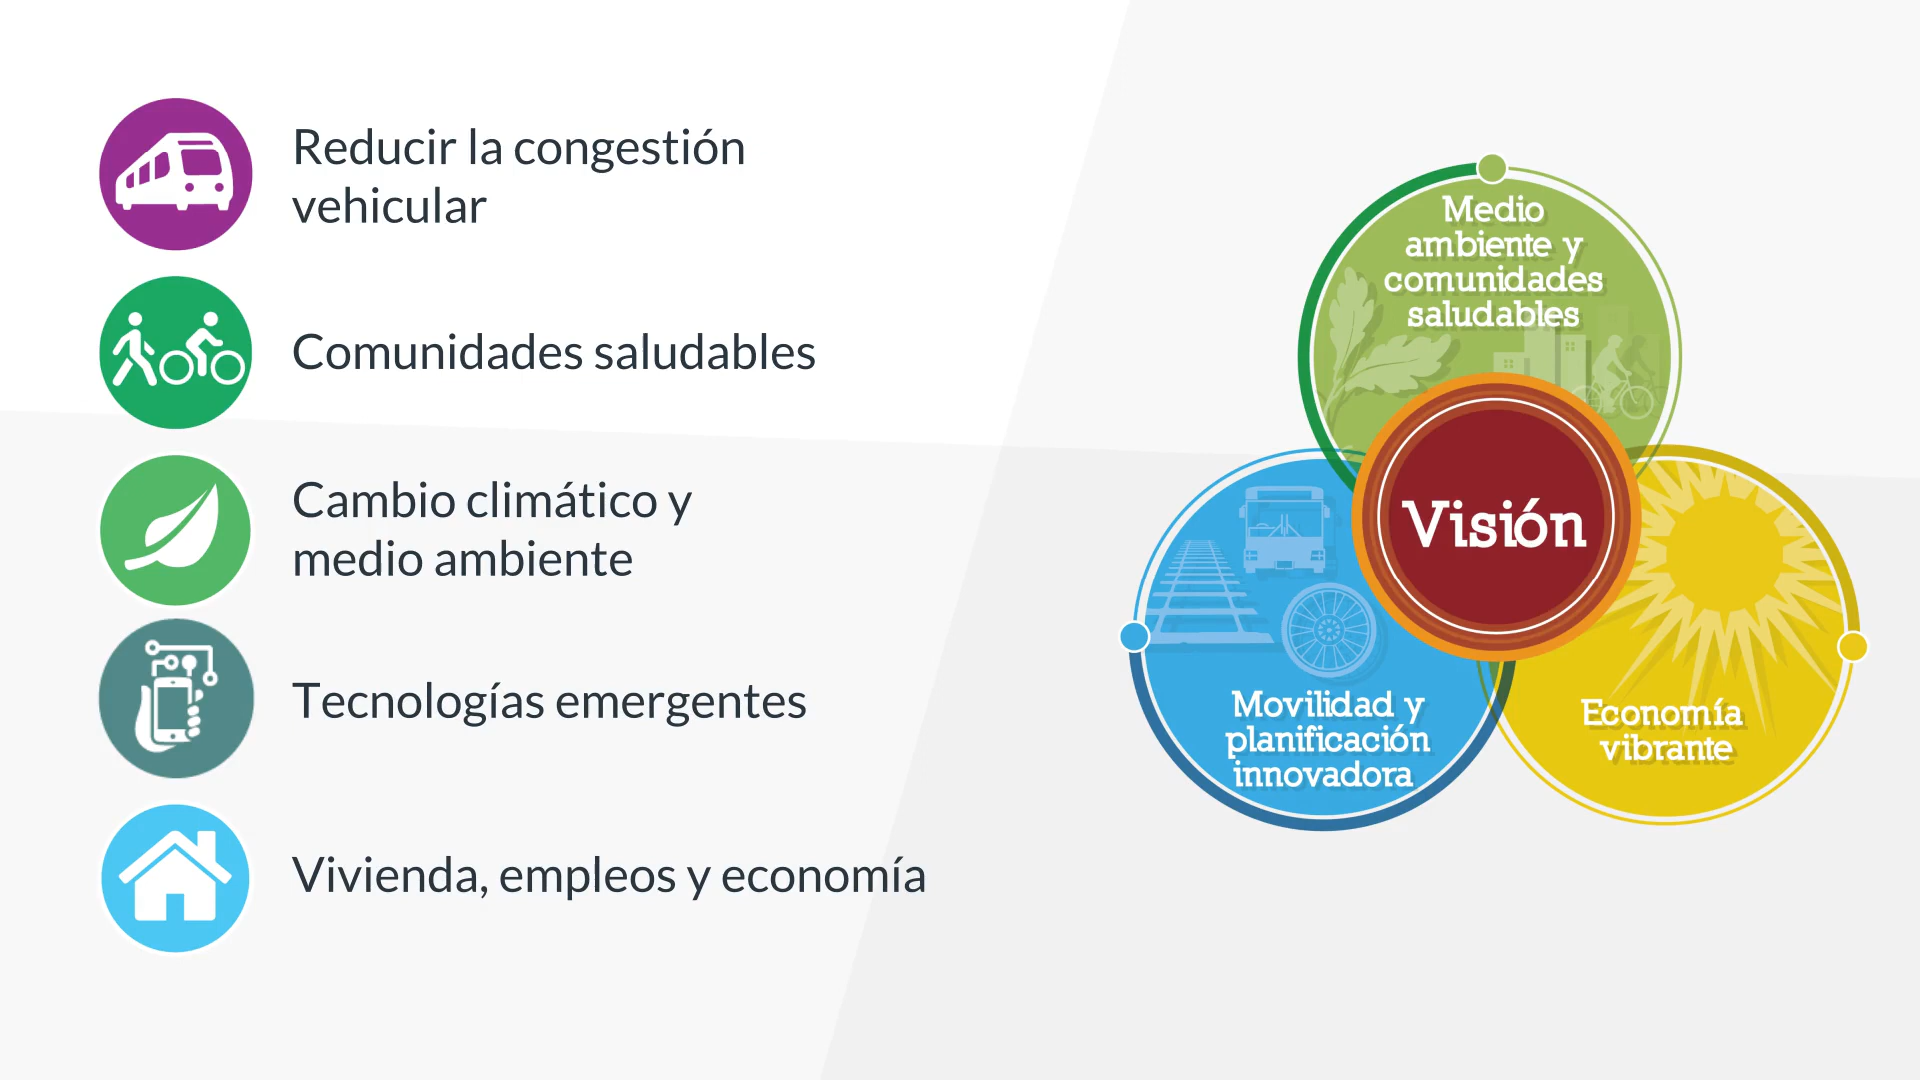 Reducir la congestión
vehicular
Comunidades saludables
Cambio climático y
medio ambiente
Tecnologías emergentes
Vivienda, empleos y economía
Medio
ambiente y
comunidades
saludables
Visión
Movilidad y
planificación
innovadora
Economía
vibrante